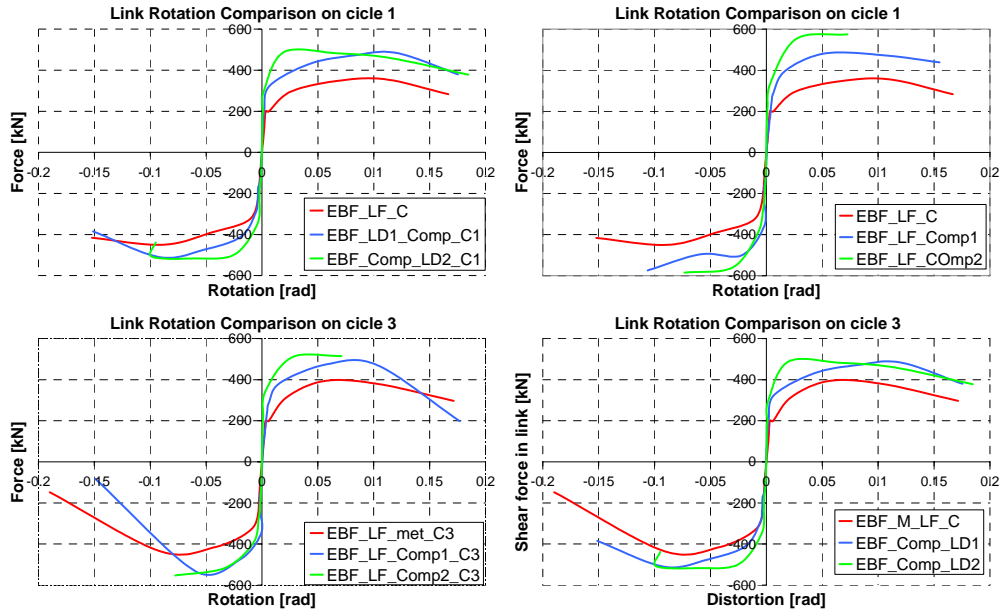 Link Rotation Comparison on cicle 1
Force [kN]
600
400
200
0
-200
-400
-600
-0.2 -0.15 -0.1 -0.05 0 0.05 0.1 0.15 0.2
EBF_LF_C
EBF_LD1_Comp_C1
EBF_Comp_LD2_C1
Rotation [rad]
Link Rotation Comparison on cicle 1
Force [kN]
600
400
200
0
-200
-400
-600
-0.2 -0.15 -0.1 -0.05 0 0.05 0.1 0.15 0.2
EBF_LF_C
EBF_LF_Comp1
EBF_LF_COmp2
Rotation [rad]
Link Rotation Comparison on cicle 3
Force [kN]
600
400
200
0
-200
-400
-600
-0.2 -0.15 -0.1 -0.05 0 0.05 0.1 0.15 0.2
EBF_LF_met_C3
EBF_LF_Comp1_C3
EBF_LF_Comp2_C3
Rotation [rad]
Link Rotation Comparison on cicle 3
Shear force in link [kN]
600
400
200
0
-200
-400
-600
-0.2 -0.15 -0.1 -0.05 0 0.05 0.1 0.15 0.2
EBF_M_LF_C
EBF_Comp_LD1
EBF_Comp_LD2
Distortion [rad]